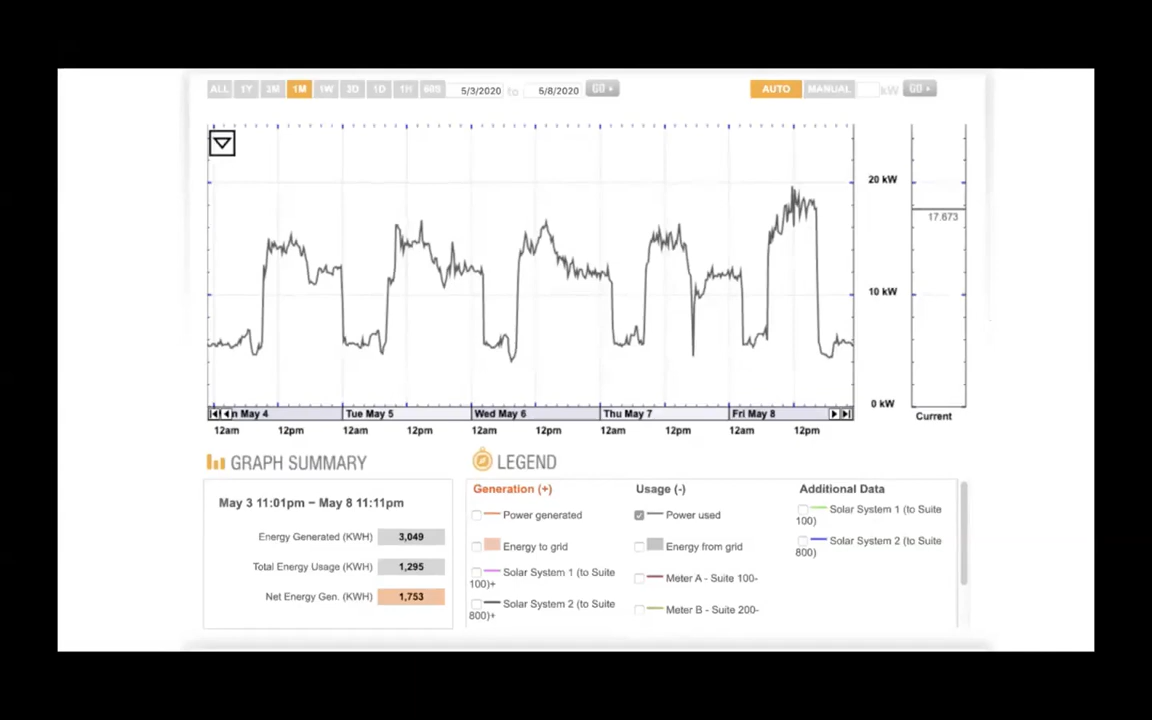 ALL 1Y 3M 1M 1W 3D 1D 1H 60S 5/3/2020 to 5/8/2020 GO AUTO MANUAL kW GO
20 kW
17.673
10 kW
0 kW
n May 4 Tue May 5 Wed May 6 Thu May 7 Fri May 8 Current
12am 12pm 12am 12pm 12am 12pm 12am 12pm 12am 12pm
GRAPH SUMMARY
May 3 11:01pm – May 8 11:11pm
Energy Generated (KWH) 3,049
Total Energy Usage (KWH) 1,295
Net Energy Gen. (KWH) 1,753
LEGEND
Generation (+)
Power generated
Energy to grid
Solar System 1 (to Suite
100)+
Solar System 2 (to Suite
800)+
Usage (-)
Power used
Energy from grid
Meter A - Suite 100-
Meter B - Suite 200-
Additional Data
Solar System 1 (to Suite
100)
Solar System 2 (to Suite
800)